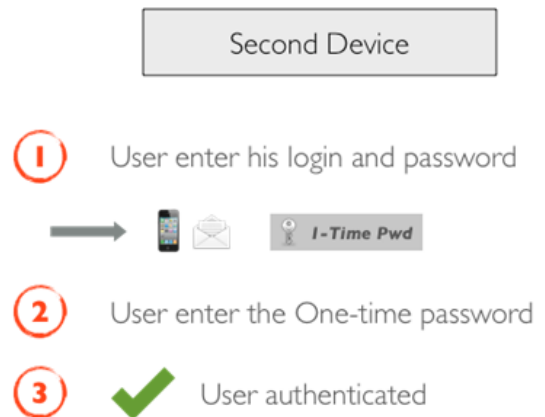 Second Device
1 User enter his login and password
1-Time Pwd
2 User enter the One-time password
3 User authenticated